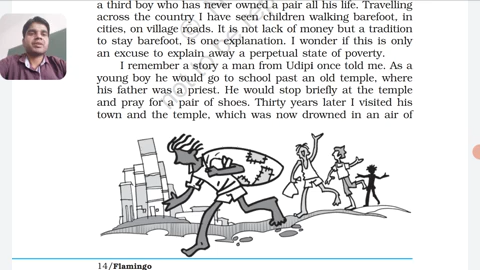 a third boy who has never owned a pair all his life. Travelling
across the country I have seen children walking barefoot, in
cities, on village roads. It is not lack of money but a tradition
to stay barefoot, is one explanation. I wonder if this is only
an excuse to explain away a perpetual state of poverty.
I remember a story a man from Udipi once told me. As a
young boy he would go to school past an old temple, where
his father was a priest. He would stop briefly at the temple
and pray for a pair of shoes. Thirty years later I visited his
town and the temple, which was now drowned in an air of
14/Flamingo